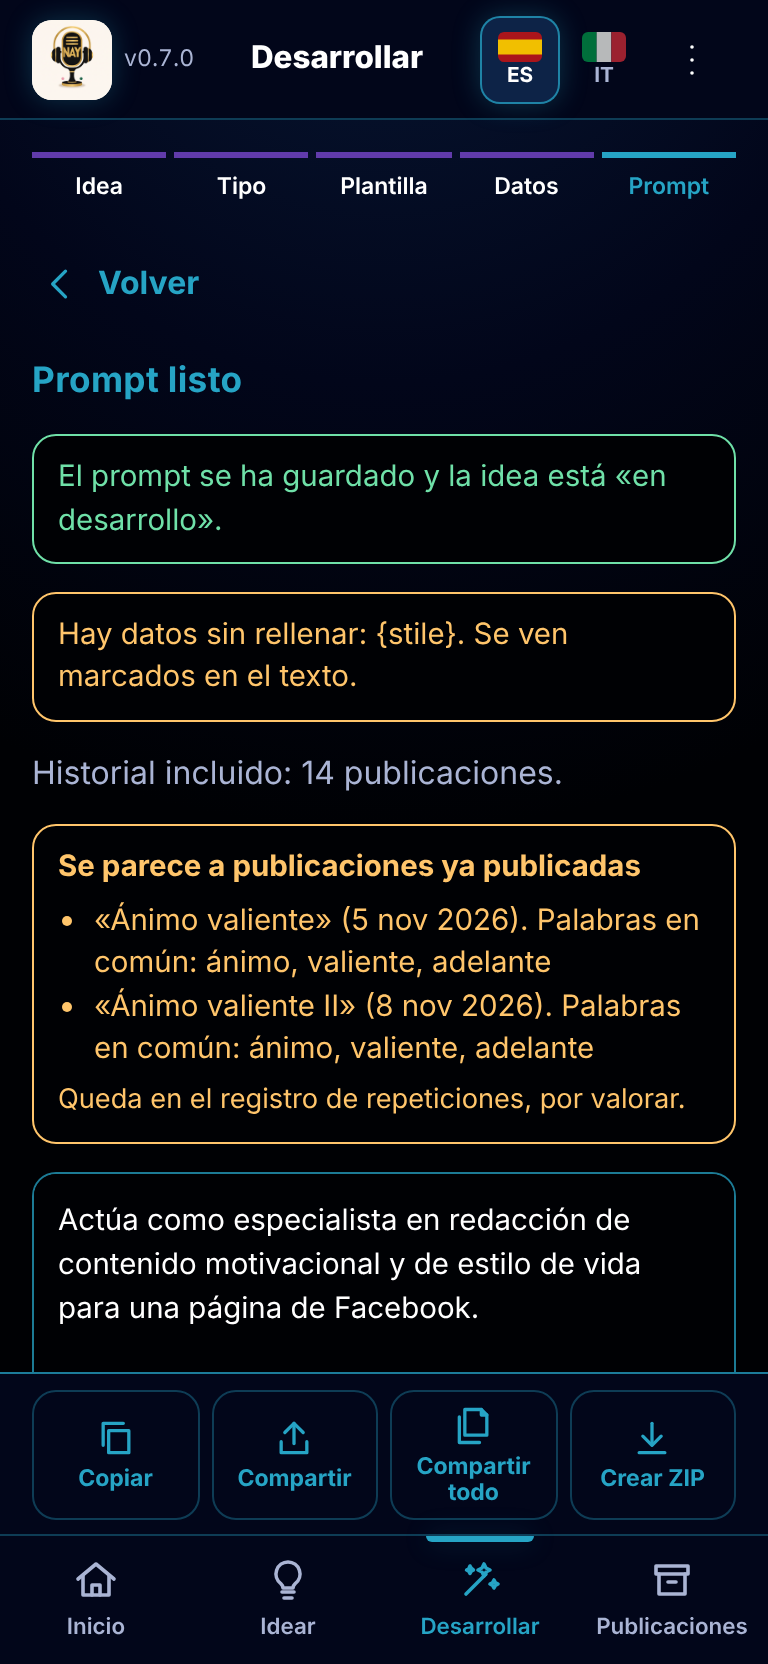 NAY
v0.7.0
Desarrollar
ES
IT
Idea
Tipo
Plantilla
Datos
Prompt
Volver
Prompt listo
El prompt se ha guardado y la idea está «en
desarrollo».
Hay datos sin rellenar: {stile}. Se ven
marcados en el texto.
Historial incluido: 14 publicaciones.
Se parece a publicaciones ya publicadas
• «Ánimo valiente» (5 nov 2026). Palabras en
común: ánimo, valiente, adelante
• «Ánimo valiente II» (8 nov 2026). Palabras
en común: ánimo, valiente, adelante
Queda en el registro de repeticiones, por valorar.
Actúa como especialista en redacción de
contenido motivacional y de estilo de vida
para una página de Facebook.
Copiar
Compartir
Compartir
todo
Crear ZIP
Inicio
Idear
Desarrollar
Publicaciones